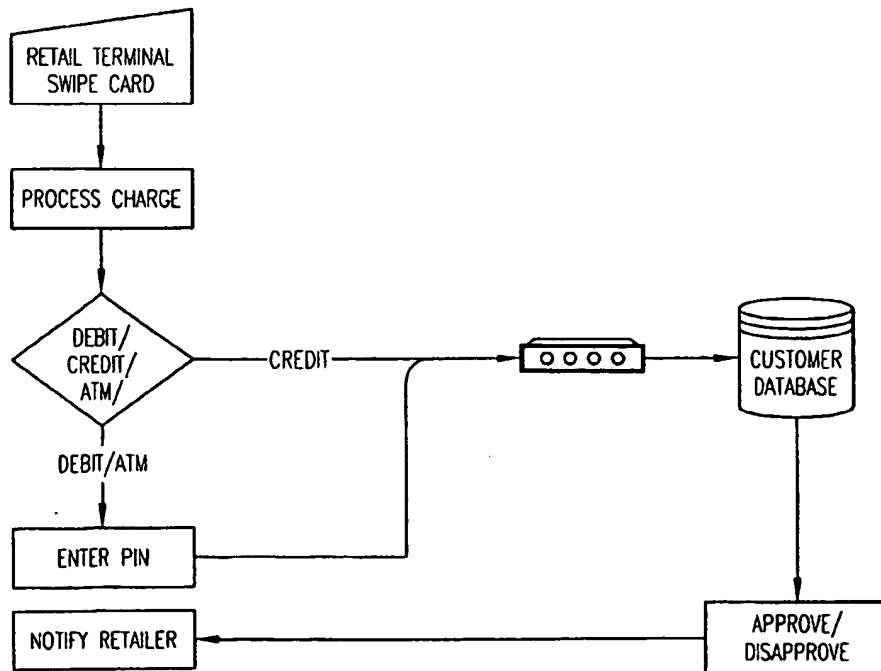 RETAIL TERMINAL
SWIPE CARD
PROCESS CHARGE
DEBIT/
CREDIT/
ATM/
CREDIT
CUSTOMER
DATABASE
DEBIT/ATM
ENTER PIN
NOTIFY RETAILER
APPROVE/
DISAPPROVE